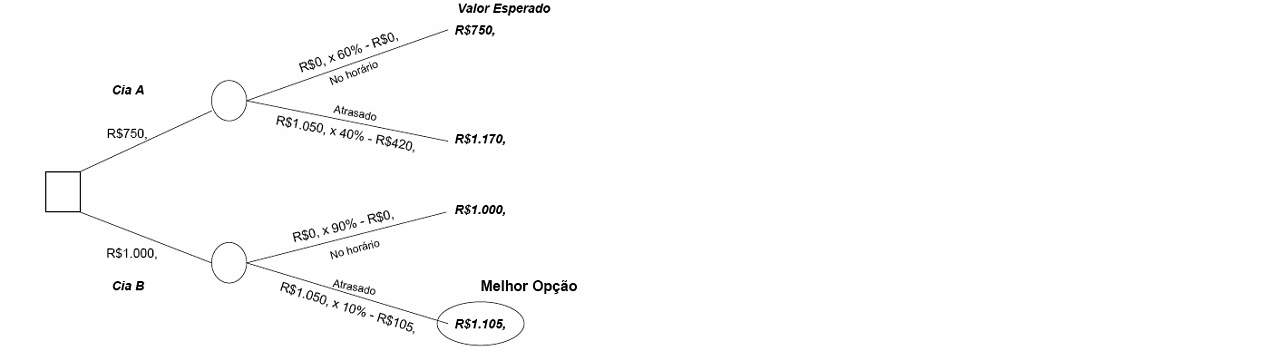 Valor Esperado
R$750,
R$0, x 60% - R$0,
No horário
Cia A
Atrasado
R$750,
R$1.050, x 40% - R$420,
R$1.170,
R$1.000,
R$0, x 90% - R$0,
No horário
R$1.000,
Cia B
Atrasado
Melhor Opção
R$1.050, x 10% - R$105,
R$1.105,